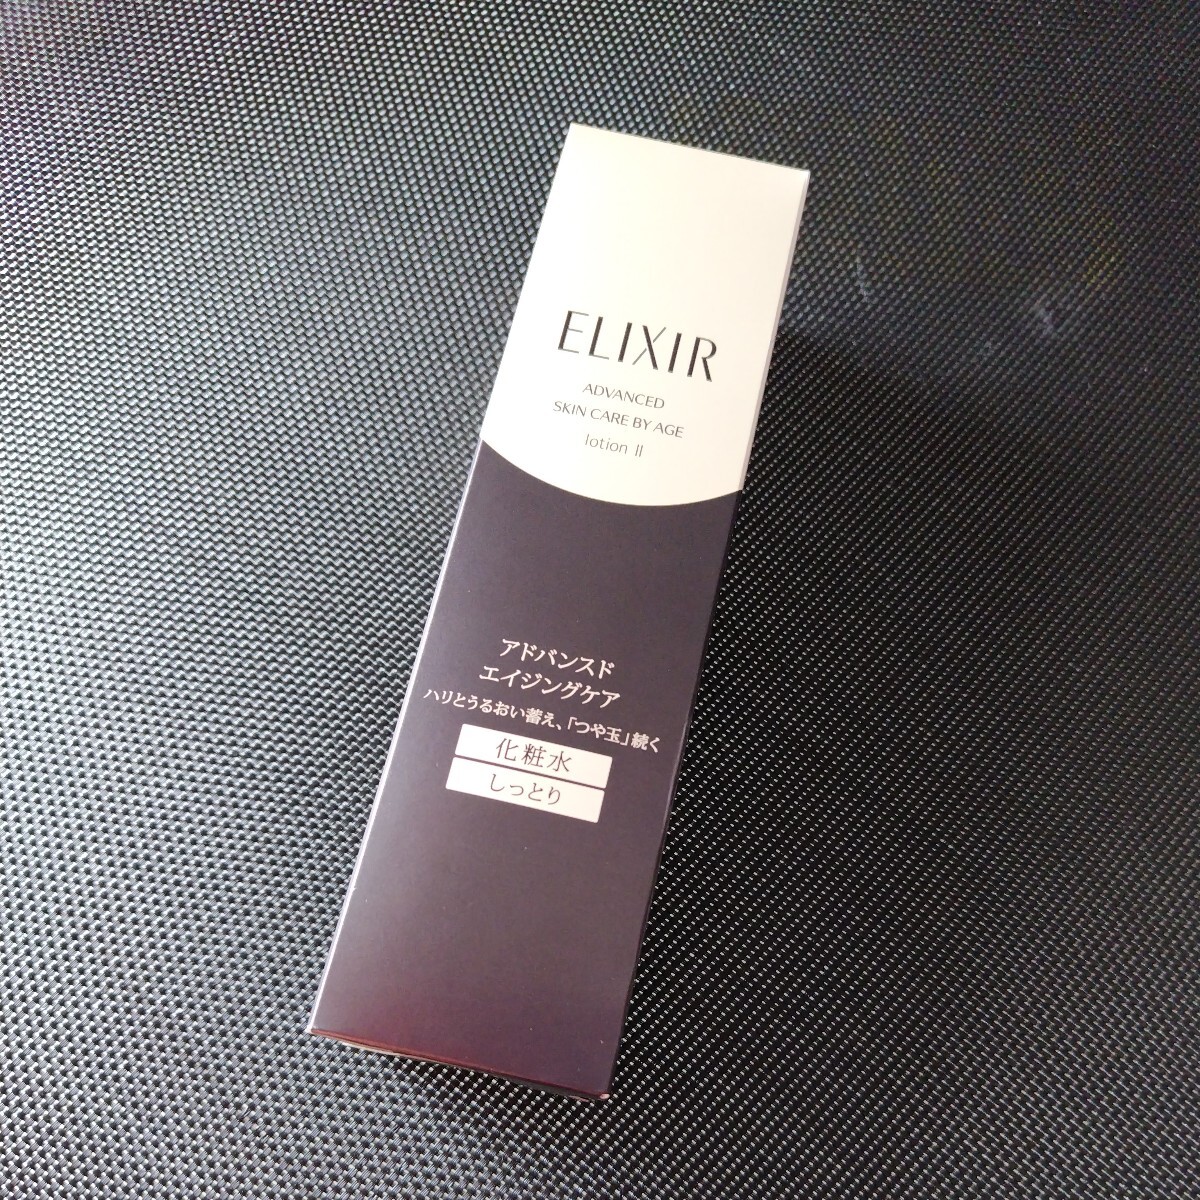 ELIXIR
ADVANCED
SKIN CARE BY AGE
lotion II
アドバンスド
エイジングケア
ハリとうるおい蓄え、「つや玉」続く
化粧水
しっとり